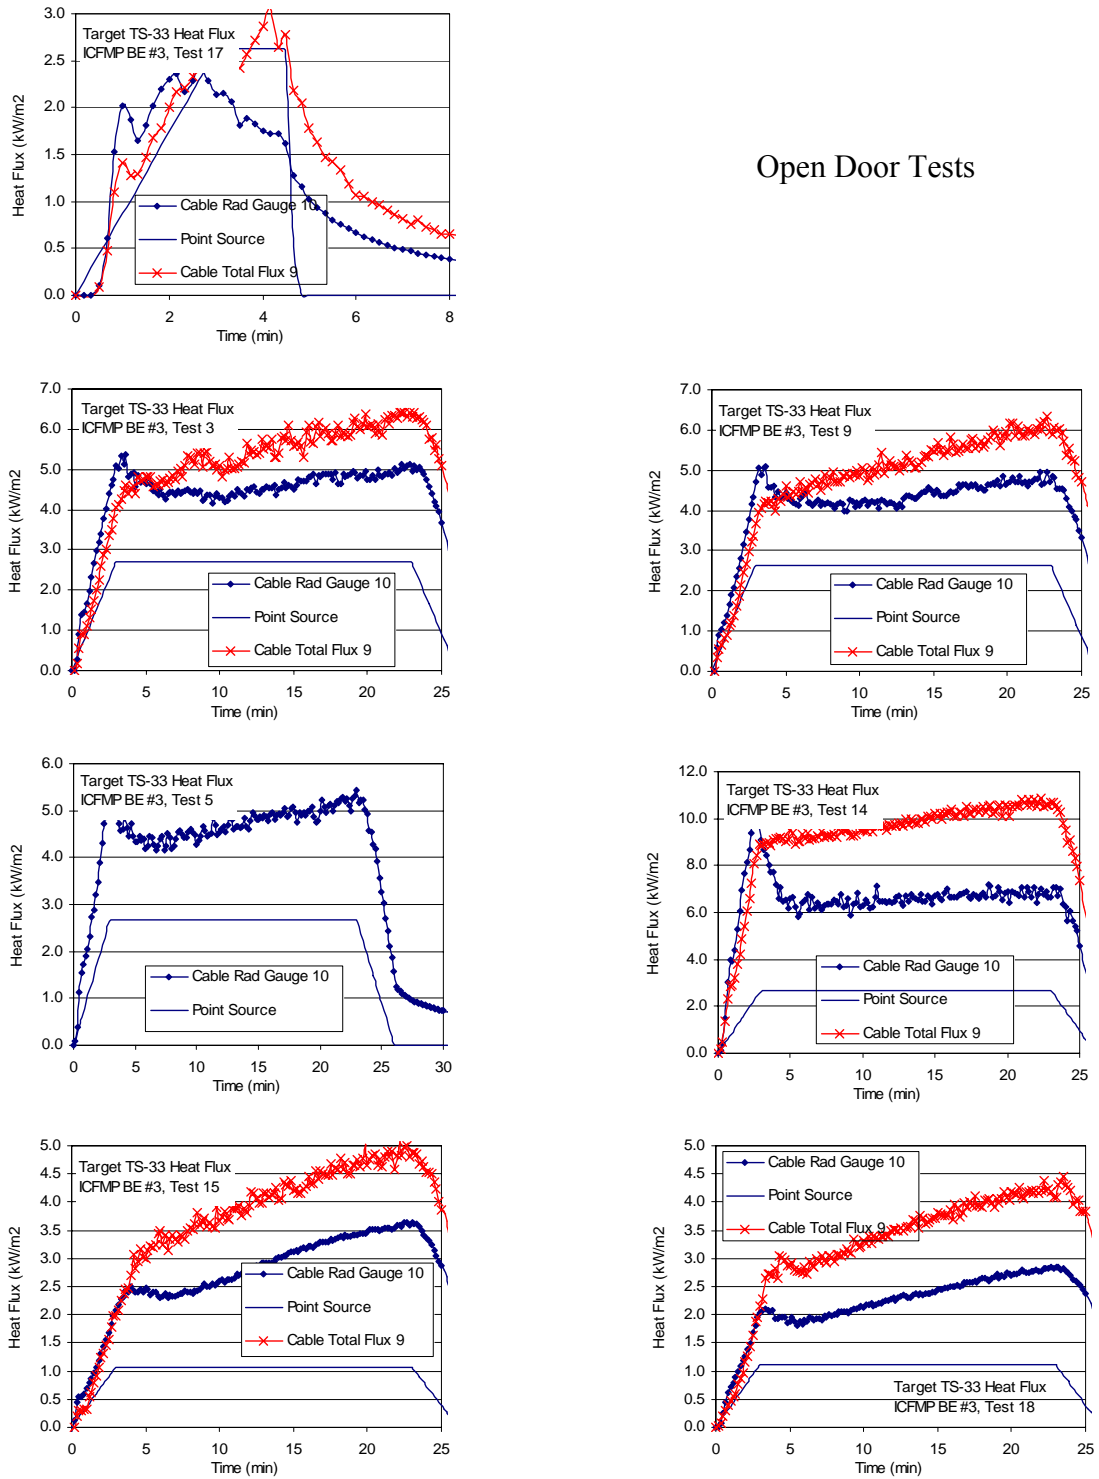 Target TS-33 Heat Flux
ICFMP BE #3, Test 17
Heat Flux (kW/m2)
3.0
2.5
2.0
1.5
1.0
0.5
0.0
Cable Rad Gauge 10
Point Source
Cable Total Flux 9
0 2 4 6 8
Time (min)
Open Door Tests
Target TS-33 Heat Flux
ICFMP BE #3, Test 3
Heat Flux (kW/m2)
7.0
6.0
5.0
4.0
3.0
2.0
1.0
0.0
Cable Rad Gauge 10
Point Source
Cable Total Flux 9
0 5 10 15 20 25
Time (min)
Target TS-33 Heat Flux
ICFMP BE #3, Test 9
Heat Flux (kW/m2)
7.0
6.0
5.0
4.0
3.0
2.0
1.0
0.0
Cable Rad Gauge 10
Point Source
Cable Total Flux 9
0 5 10 15 20 25
Time (min)
Target TS-33 Heat Flux
ICFMP BE #3, Test 5
Heat Flux (kW/m2)
6.0
5.0
4.0
3.0
2.0
1.0
0.0
Cable Rad Gauge 10
Point Source
0 5 10 15 20 25 30
Time (min)
Target TS-33 Heat Flux
ICFMP BE #3, Test 14
Heat Flux (kW/m2)
12.0
10.0
8.0
6.0
4.0
2.0
0.0
Cable Rad Gauge 10
Point Source
Cable Total Flux 9
0 5 10 15 20 25
Time (min)
Target TS-33 Heat Flux
ICFMP BE #3, Test 15
Heat Flux (kW/m2)
5.0
4.5
4.0
3.5
3.0
2.5
2.0
1.5
1.0
0.5
0.0
Cable Rad Gauge 10
Point Source
Cable Total Flux 9
0 5 10 15 20 25
Time (min)
Cable Rad Gauge 10
Point Source
Cable Total Flux 9
Heat Flux (kW/m2)
5.0
4.5
4.0
3.5
3.0
2.5
2.0
1.5
1.0
0.5
0.0
Target TS-33 Heat Flux
ICFMP BE #3, Test 18
0 5 10 15 20 25
Time (min)